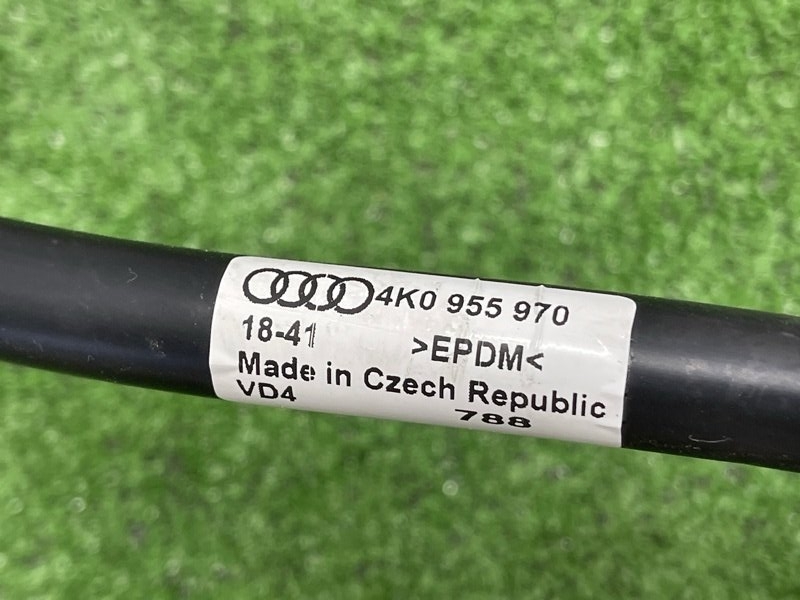 4K0 955 970
18-41 >EPDM<
Made in Czech Republic
VD4 788